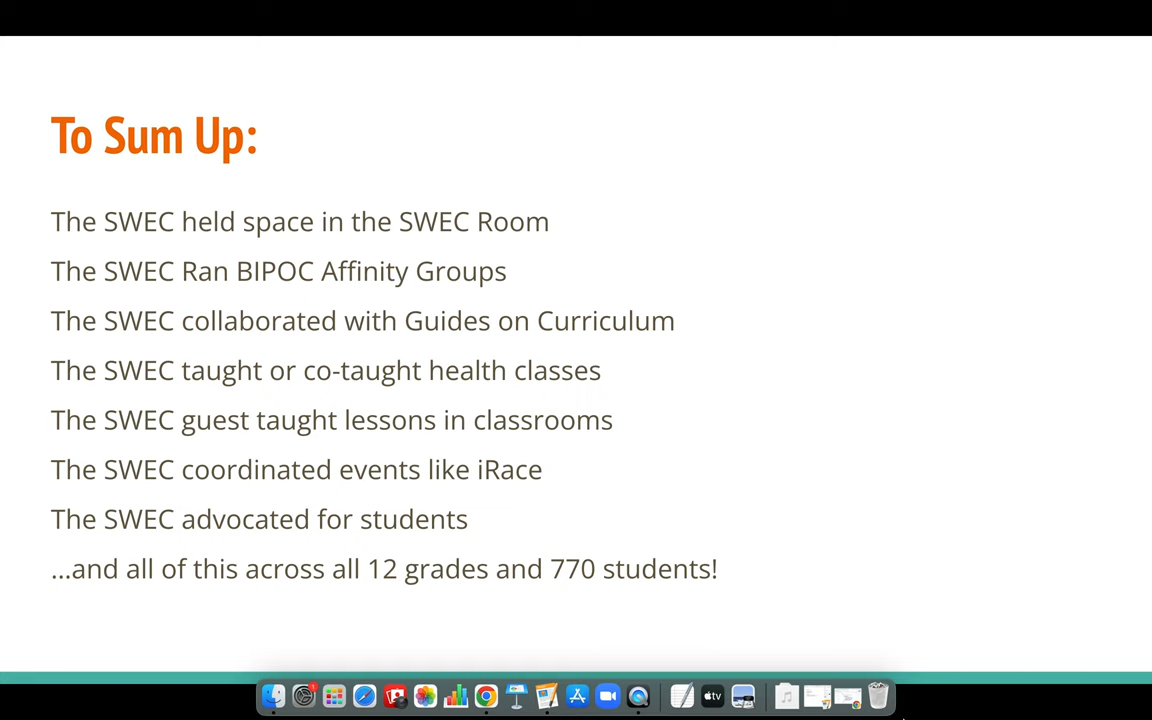 To Sum Up:
The SWEC held space in the SWEC Room
The SWEC Ran BIPOC Affinity Groups
The SWEC collaborated with Guides on Curriculum
The SWEC taught or co-taught health classes
The SWEC guest taught lessons in classrooms
The SWEC coordinated events like iRace
The SWEC advocated for students
...and all of this across all 12 grades and 770 students!
1
tv